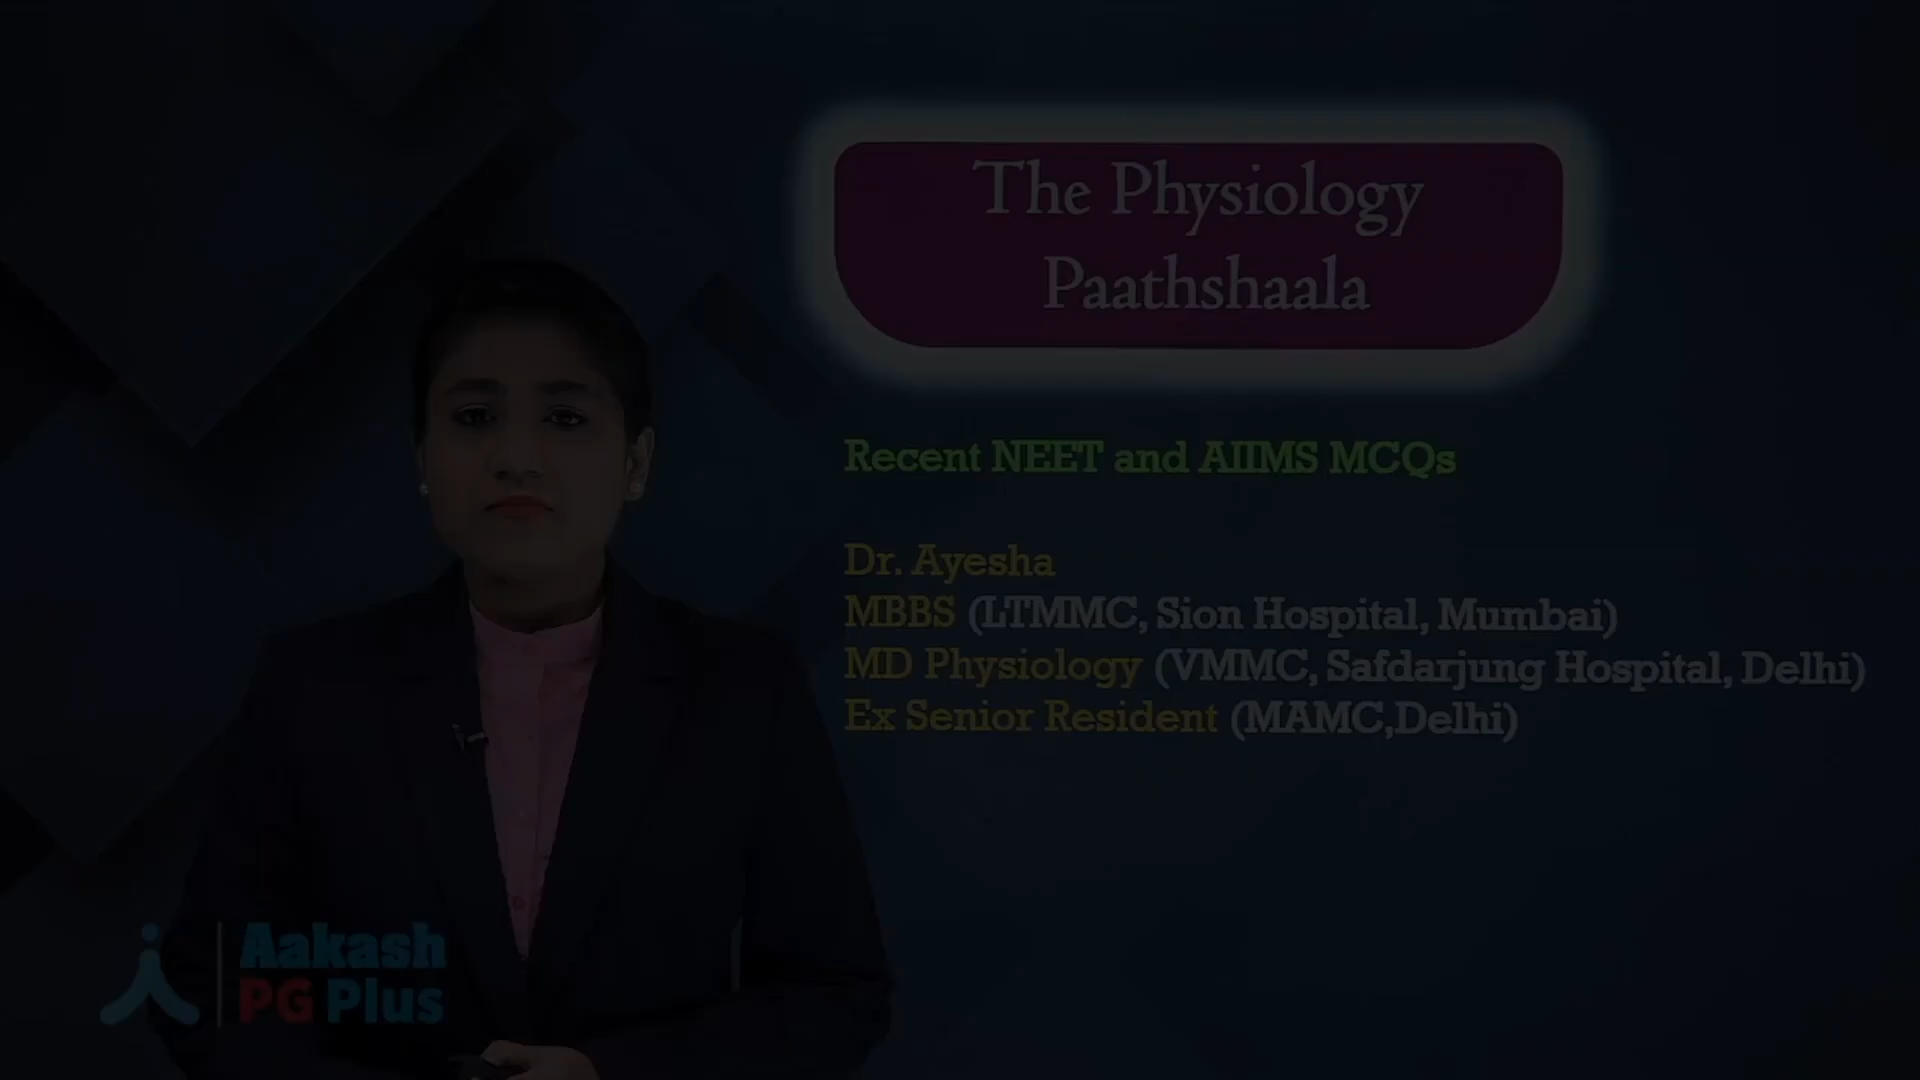 The Physiology
Paathshaala
Recent NEET and AIIMS MCQs
Dr. Ayesha
MBBS (LTMMC, Sion Hospital, Mumbai)
MD Physiology (VMMC, Safdarjung Hospital, Delhi)
Ex Senior Resident (MAMC,Delhi)
Aakash
PG Plus